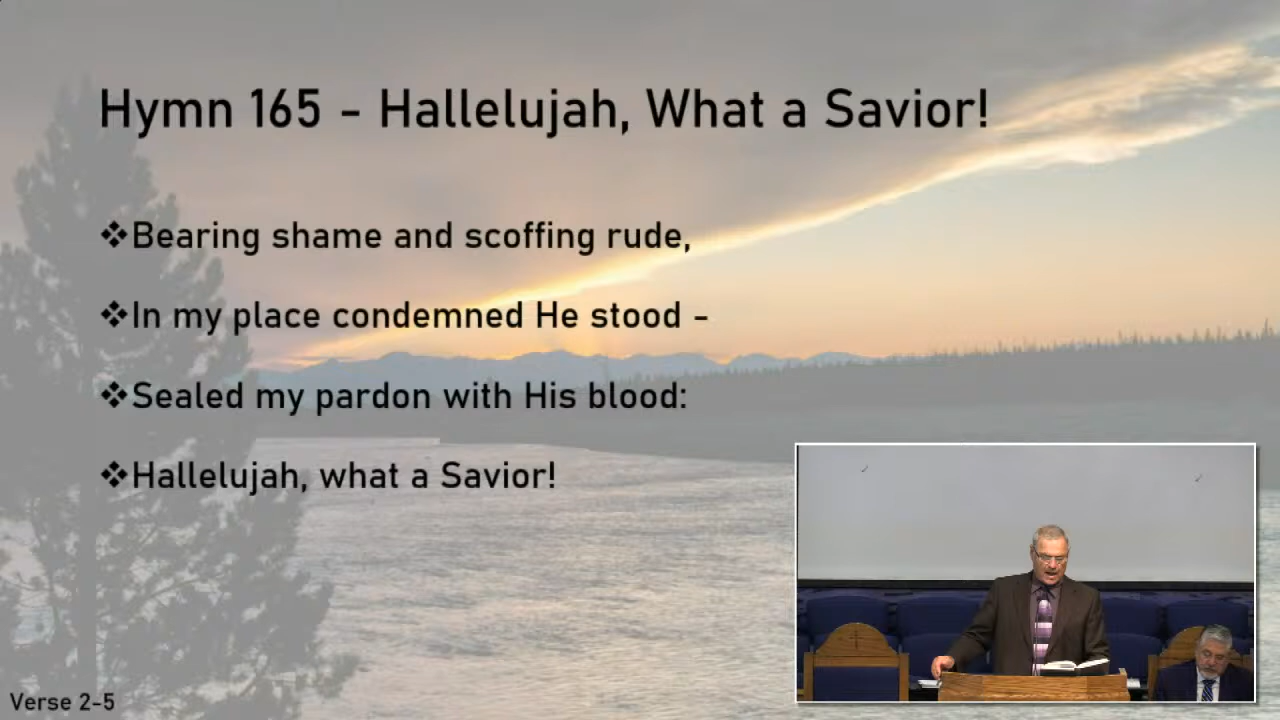 Hymn 165 - Hallelujah, What a Savior!
❖Bearing shame and scoffing rude,
❖In my place condemned He stood -
❖Sealed my pardon with His blood:
❖Hallelujah, what a Savior!
Verse 2-5